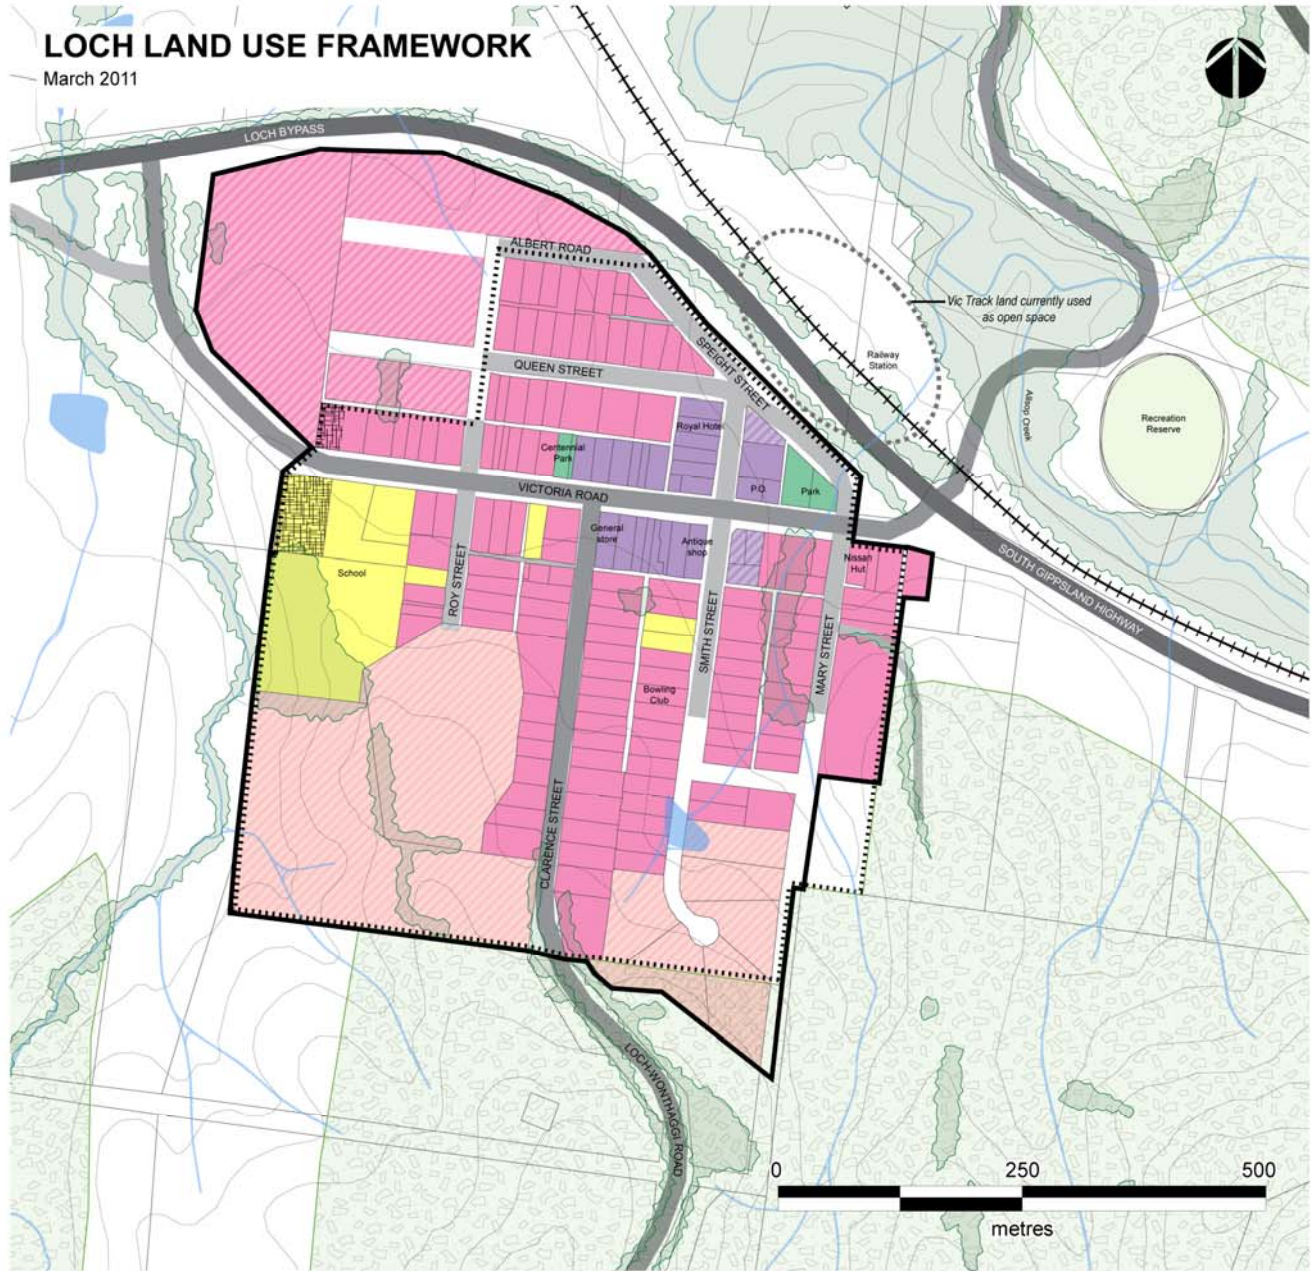 LOCH LAND USE FRAMEWORK
March 2011
LOCH BYPASS
ALBERT ROAD
Vic Track land currently used
as open space
SPEIGHT STREET
Railway
Station
QUEEN STREET
Allsop Creek
Recreation
Reserve
Royal Hotel
Centennial
Park
P.O.
Park
VICTORIA ROAD
General
store
Antique
shop
Nissan
Hut
SOUTH GIPPSLAND HIGHWAY
School
ROY STREET
SMITH STREET
MARY STREET
Bowling
Club
CLARENCE STREET
LOCH-WONTHAGGI ROAD
0 250 500
metres